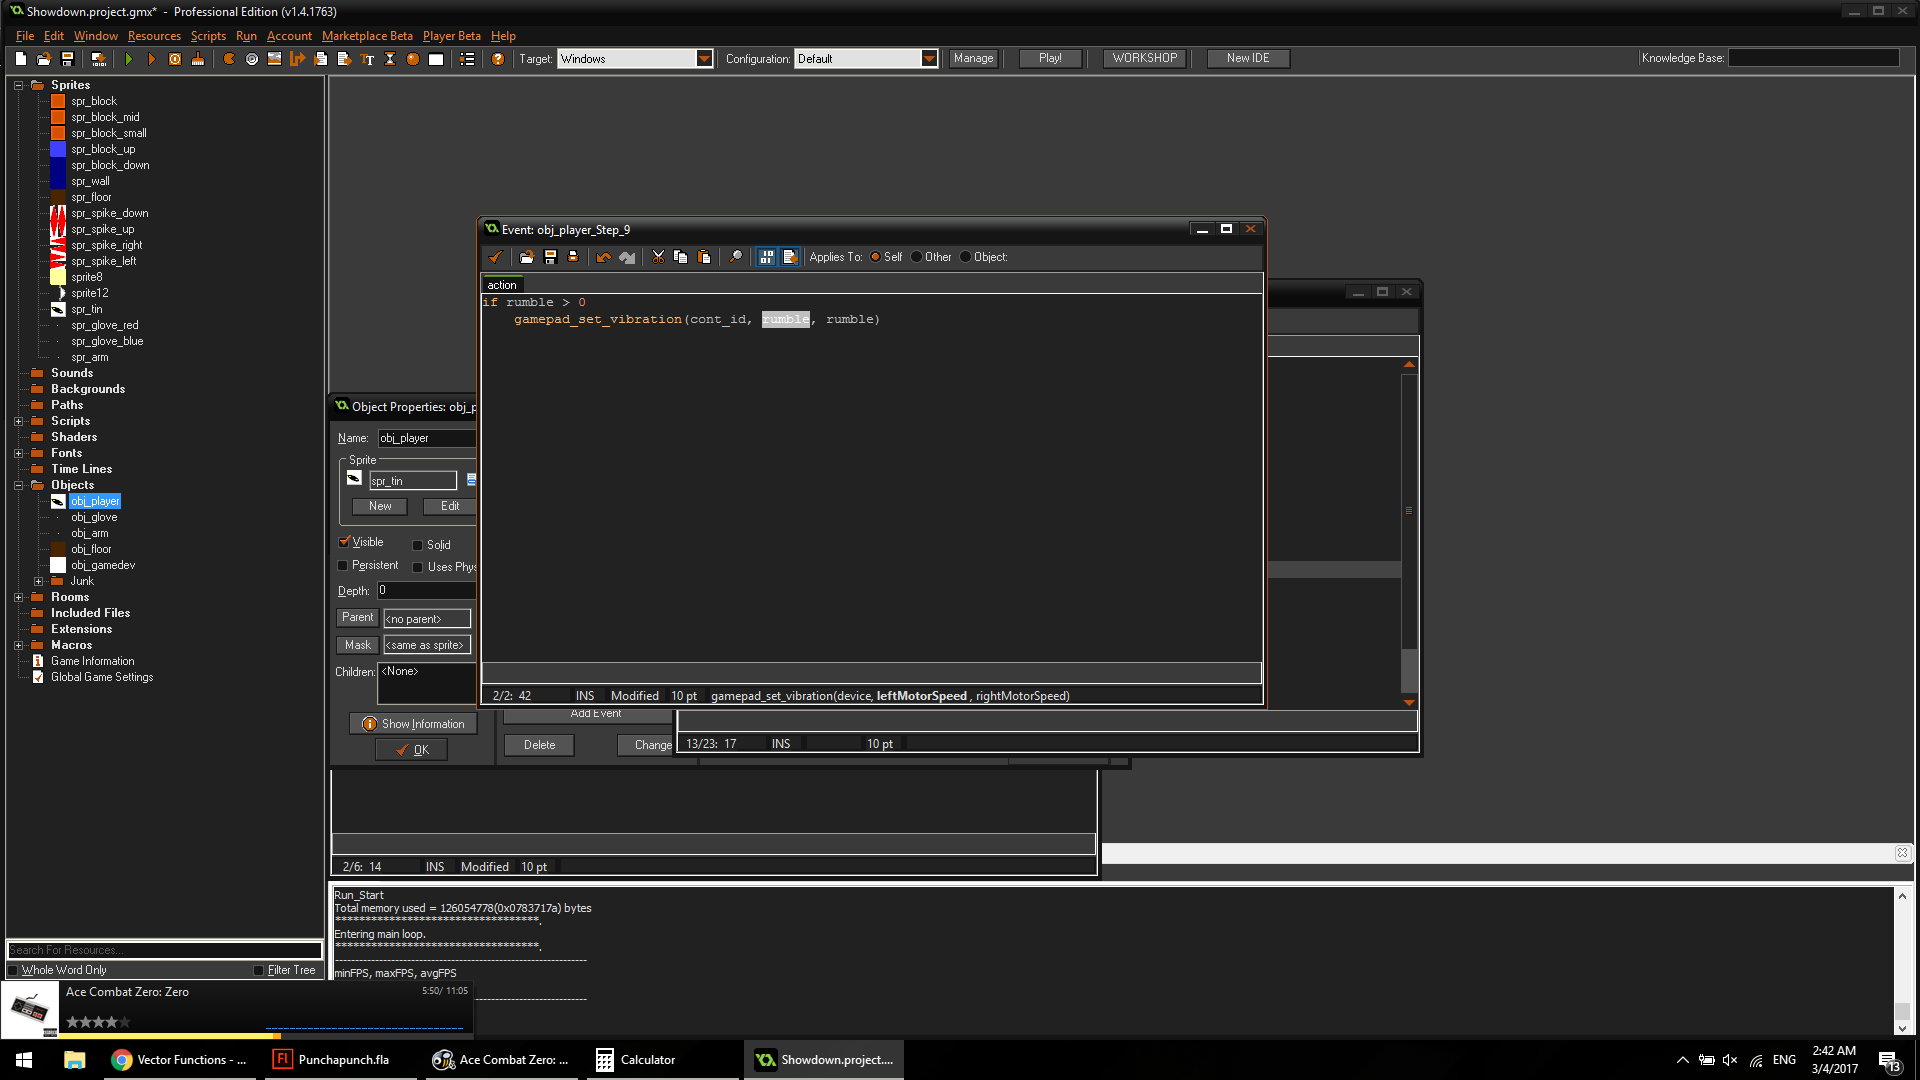 Showdown.project.gmx* - Professional Edition (v1.4.1763)
File Edit Window Resources Scripts Run Account Marketplace Beta Player Beta Help
Target: Windows Configuration: Default Manage Play! WORKSHOP New IDE Knowledge Base:
Sprites
spr_block
spr_block_mid
spr_block_small
spr_block_up
spr_block_down
spr_wall
spr_floor
spr_spike_down
spr_spike_up
spr_spike_right
spr_spike_left
sprite8
sprite12
spr_tin
spr_glove_red
spr_glove_blue
spr_arm
Sounds
Backgrounds
Paths
Scripts
Shaders
Fonts
Time Lines
Objects
obj_player
obj_glove
obj_arm
obj_floor
obj_gamedev
Junk
Rooms
Included Files
Extensions
Macros
Game Information
Global Game Settings
Search For Resources...
Whole Word Only Filter Tree
Event: obj_player_Step_9
Applies To: Self Other Object:
action
if rumble > 0
gamepad_set_vibration(cont_id, rumble, rumble)
2/2: 42 INS Modified 10 pt gamepad_set_vibration(device, leftMotorSpeed , rightMotorSpeed)
Object Properties: obj_p
Name: obj_player
Sprite
spr_tin
New Edit
Visible Solid
Persistent Uses Phys
Depth: 0
Parent <no parent>
Mask <same as sprite>
Children: <None>
Show Information
OK
Add Event
Delete Change
13/23: 17 INS 10 pt
2/6: 14 INS Modified 10 pt
Run_Start
Total memory used = 126054778(0x0783717a) bytes
***********************************.
Entering main loop.
***********************************.
minFPS, maxFPS, avgFPS
Ace Combat Zero: Zero 5:50/ 11:05
Vector Functions - ... Punchapunch.fla Ace Combat Zero: ... Calculator Showdown.project....
ENG 2:42 AM
3/4/2017
13